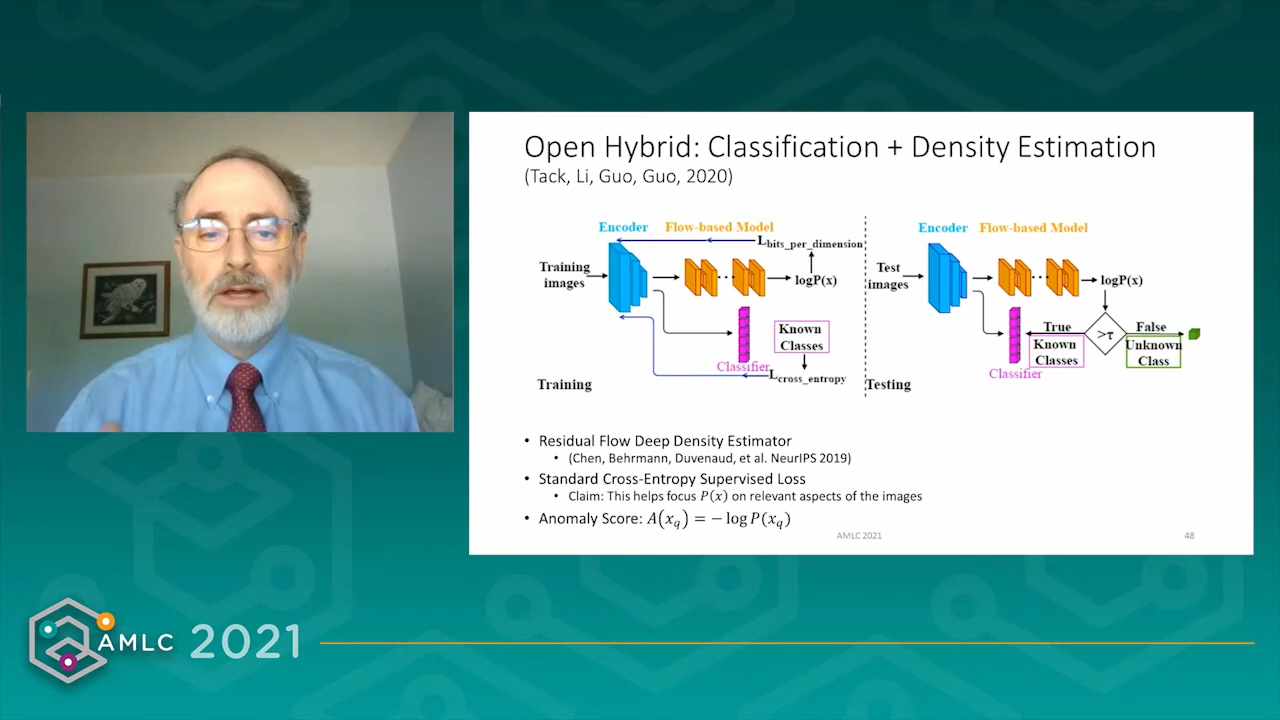 Open Hybrid: Classification + Density Estimation
(Tack, Li, Guo, Guo, 2020)
Encoder Flow-based Model
L bits_per_dimension
Training images
logP(x)
Known Classes
Classifier
L cross_entropy
Training
Encoder Flow-based Model
Test images
logP(x)
True >τ False
Known Classes
Unknown Class
Classifier
Testing
• Residual Flow Deep Density Estimator
• (Chen, Behrmann, Duvenaud, et al. NeurIPS 2019)
• Standard Cross-Entropy Supervised Loss
• Claim: This helps focus P(x) on relevant aspects of the images
• Anomaly Score: A(x_q) = − log P(x_q)
AMLC 2021 48
AMLC 2021